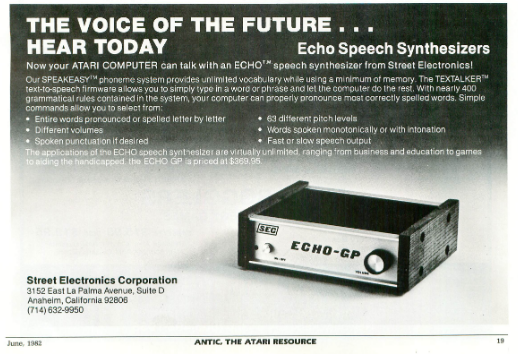 THE VOICE OF THE FUTURE . . .
HEAR TODAY
Echo Speech Synthesizers
Now your ATARI COMPUTER can talk with an ECHO™ speech synthesizer from Street Electronics!
Our SPEAKEASY™ phoneme system provides unlimited vocabulary while using a minimum of memory. The TEXTALKER™
text-to-speech firmware allows you to simply type in a word or phrase and let the computer do the rest. With nearly 400
grammatical rules contained in the system, your computer can properly pronounce most correctly spelled words. Simple
commands allow you to select from:
• Entire words pronounced or spelled letter by letter
• Different volumes
• Spoken punctuation if desired
• 63 different pitch levels
• Words spoken monotonically or with intonation
• Fast or slow speech output
The applications of the ECHO speech synthesizer are virtually unlimited, ranging from business and education to games
to aiding the handicapped. the ECHO GP is priced at $369.95.
SEC
ECHO-GP
VOLUME
Street Electronics Corporation
3152 East La Palma Avenue, Suite D
Anaheim, California 92806
(714) 632-9950
June, 1982
ANTIC, THE ATARI RESOURCE
19